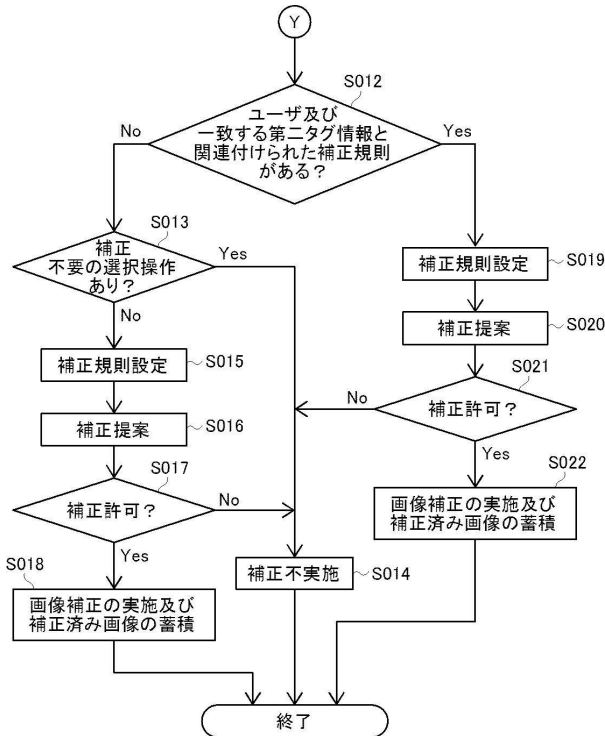 Y
S012
ユーザ及び
一致する第二タグ情報と
関連付けられた補正規則
がある?
No
Yes
S013
補正
不要の選択操作
あり?
Yes
No
補正規則設定
S019
補正提案
S020
S021
補正許可?
No
Yes
補正規則設定
S015
補正提案
S016
S017
補正許可?
No
Yes
S022
画像補正の実施及び
補正済み画像の蓄積
S018
画像補正の実施及び
補正済み画像の蓄積
補正不実施
S014
終了